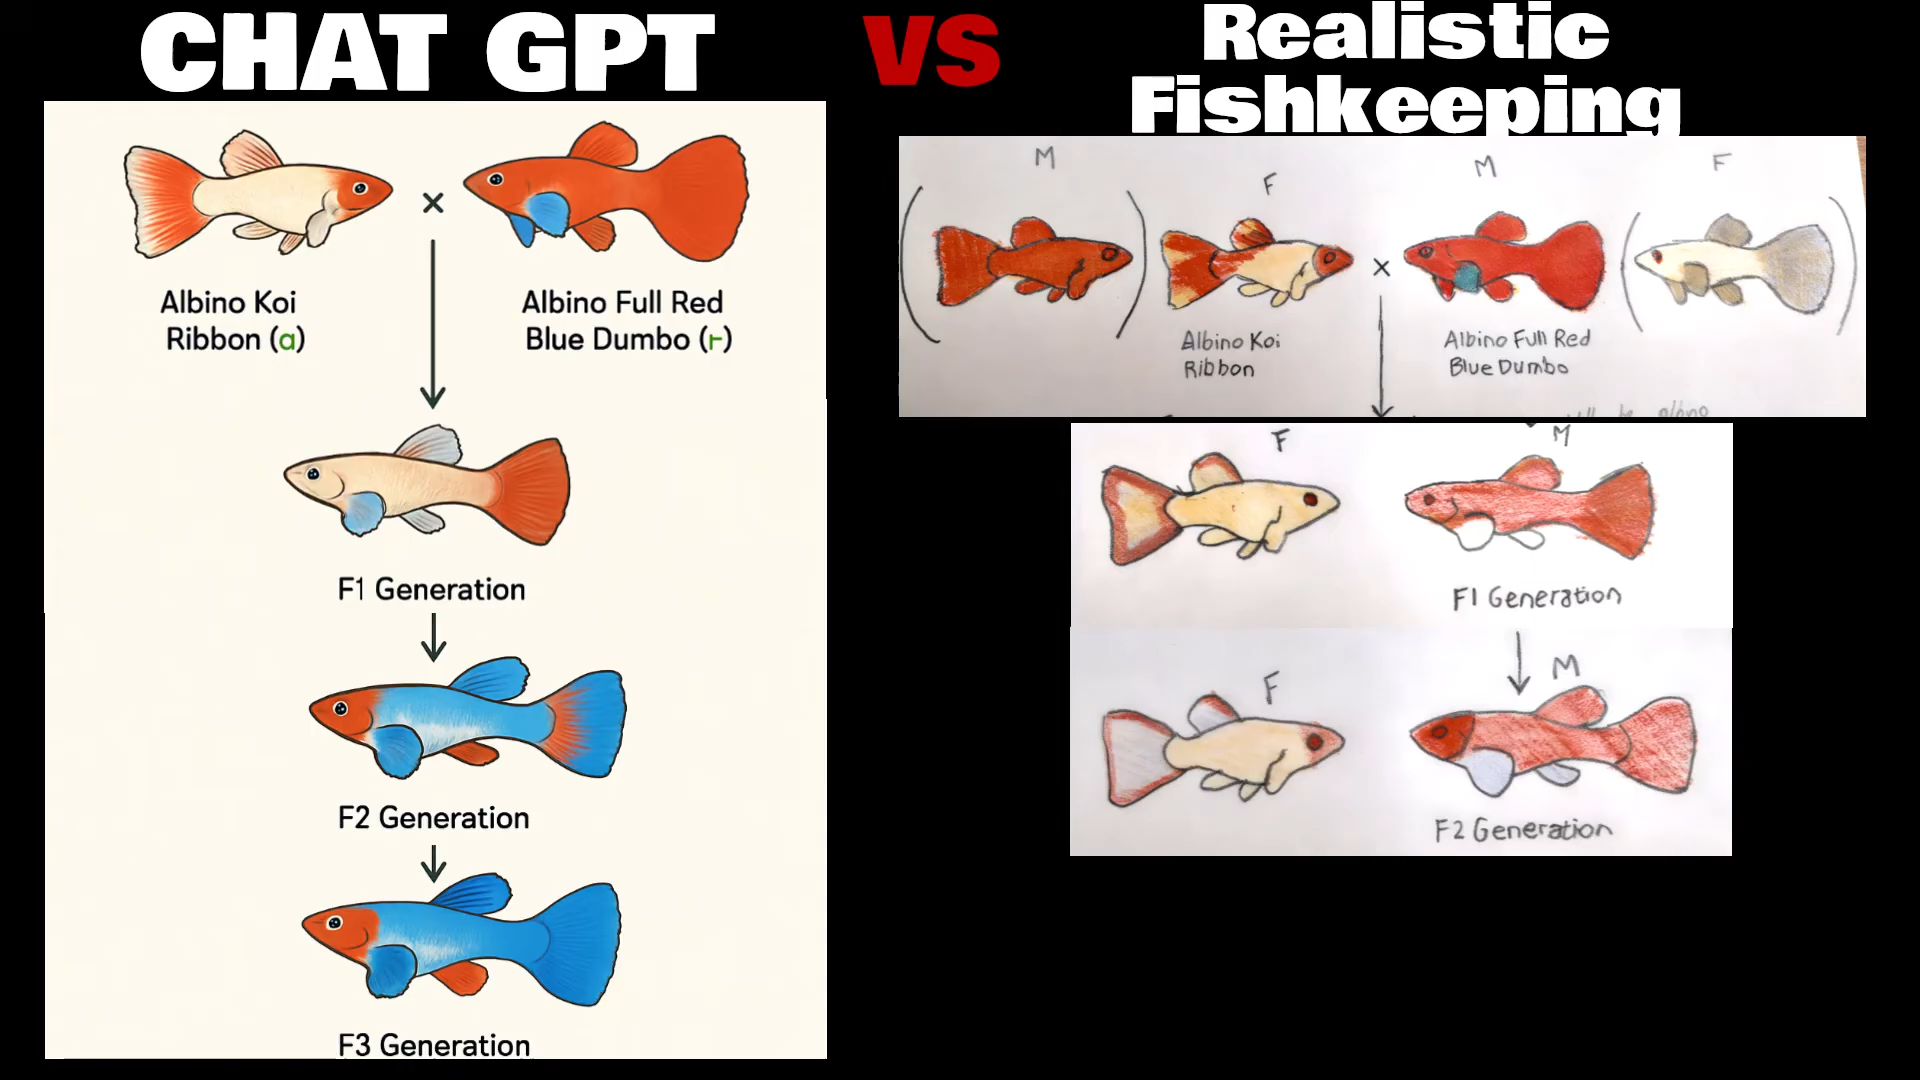 CHAT GPT
VS
Realistic
Fishkeeping
×
Albino Koi
Ribbon (a)
Albino Full Red
Blue Dumbo (r)
F1 Generation
F2 Generation
F3 Generation
M
F
M
F
×
Albino Koi
Ribbon
Albino Full Red
Blue Dumbo
albino
F
M
F1 Generation
F
M
F2 Generation